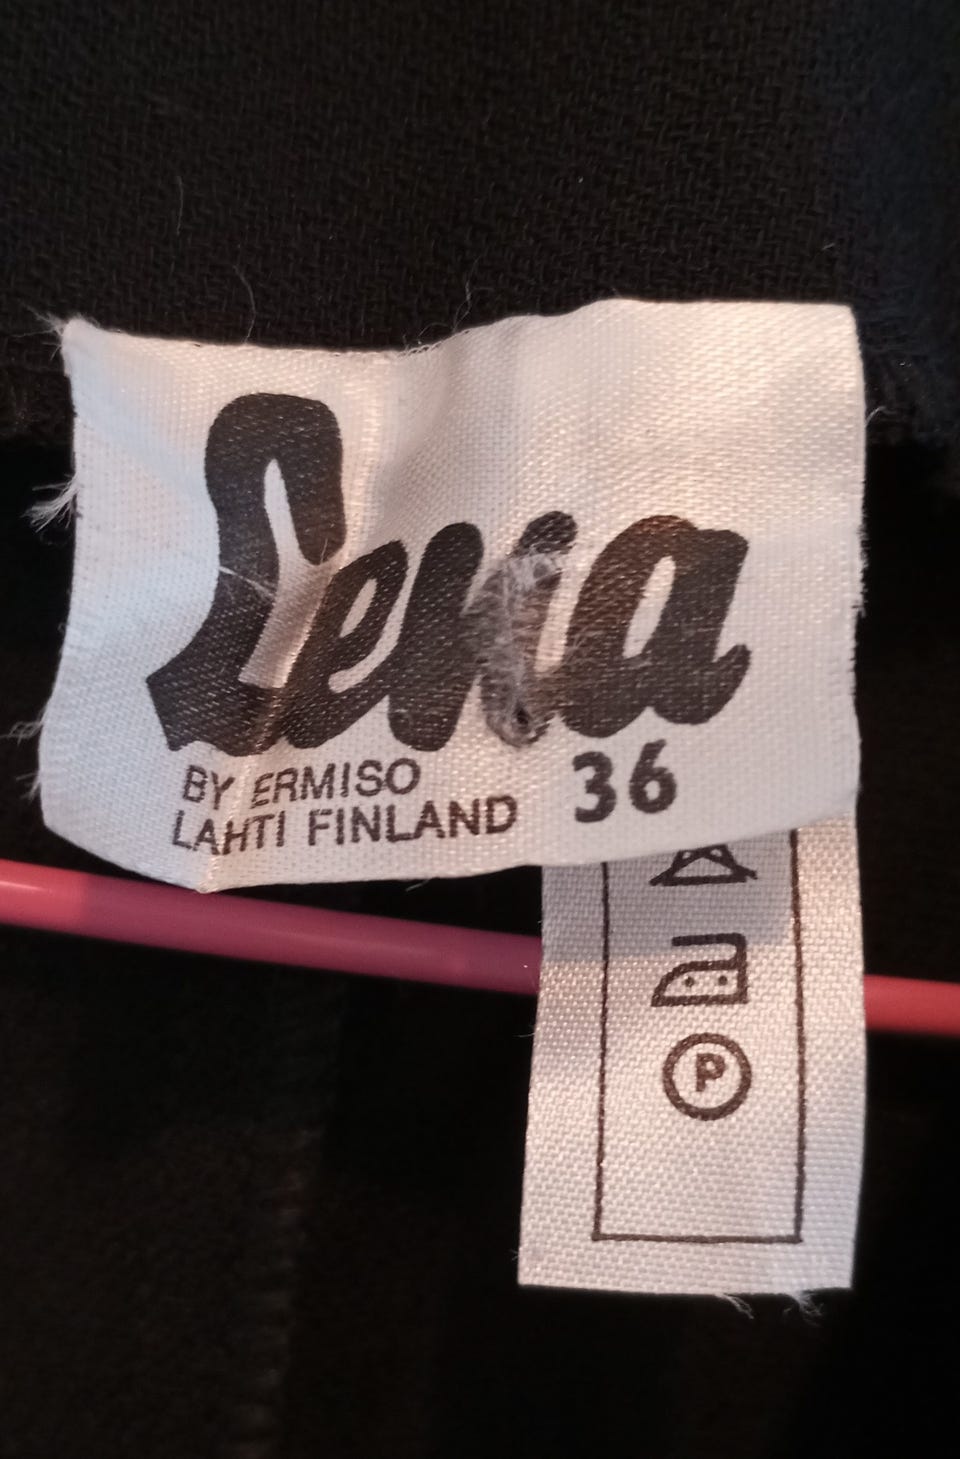 Lena
BY ERMISO
LAHTI FINLAND
36
P